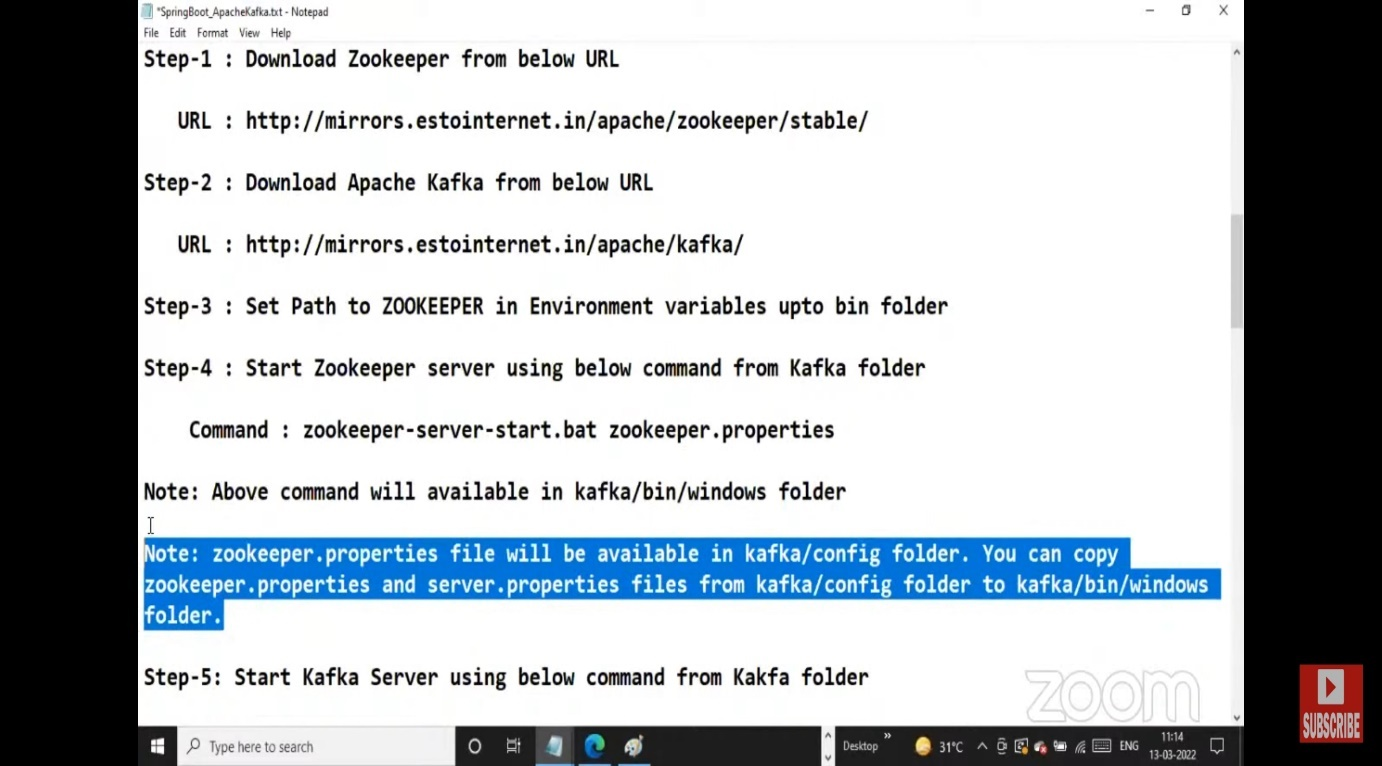 *SpringBoot_ApacheKafka.txt - Notepad
File Edit Format View Help
Step-1 : Download Zookeeper from below URL
URL : http://mirrors.estointernet.in/apache/zookeeper/stable/
Step-2 : Download Apache Kafka from below URL
URL : http://mirrors.estointernet.in/apache/kafka/
Step-3 : Set Path to ZOOKEEPER in Environment variables upto bin folder
Step-4 : Start Zookeeper server using below command from Kafka folder
Command : zookeeper-server-start.bat zookeeper.properties
Note: Above command will available in kafka/bin/windows folder
Note: zookeeper.properties file will be available in kafka/config folder. You can copy
zookeeper.properties and server.properties files from kafka/config folder to kafka/bin/windows
folder.
Step-5: Start Kafka Server using below command from Kakfa folder
zoom
SUBSCRIBE
Type here to search
Desktop
31°C
ENG
11:14
13-03-2022